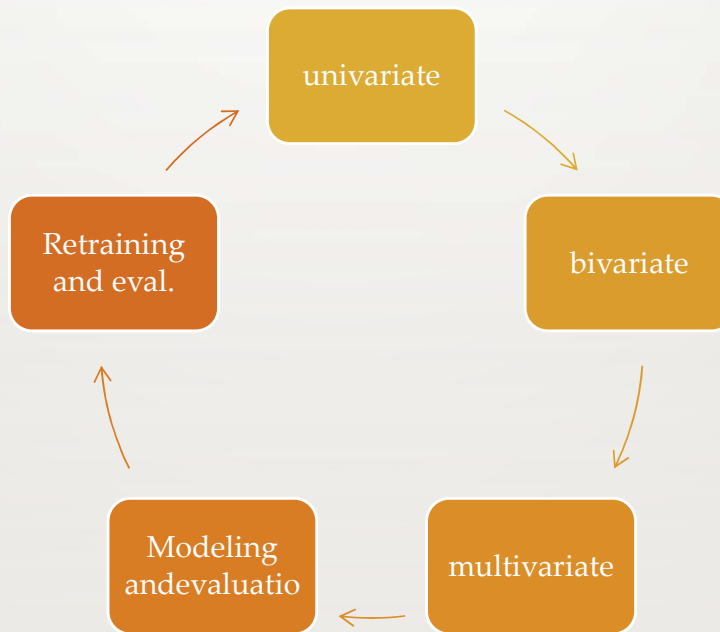 univariate
bivariate
multivariate
Modeling
andevaluatio
Retraining
and eval.